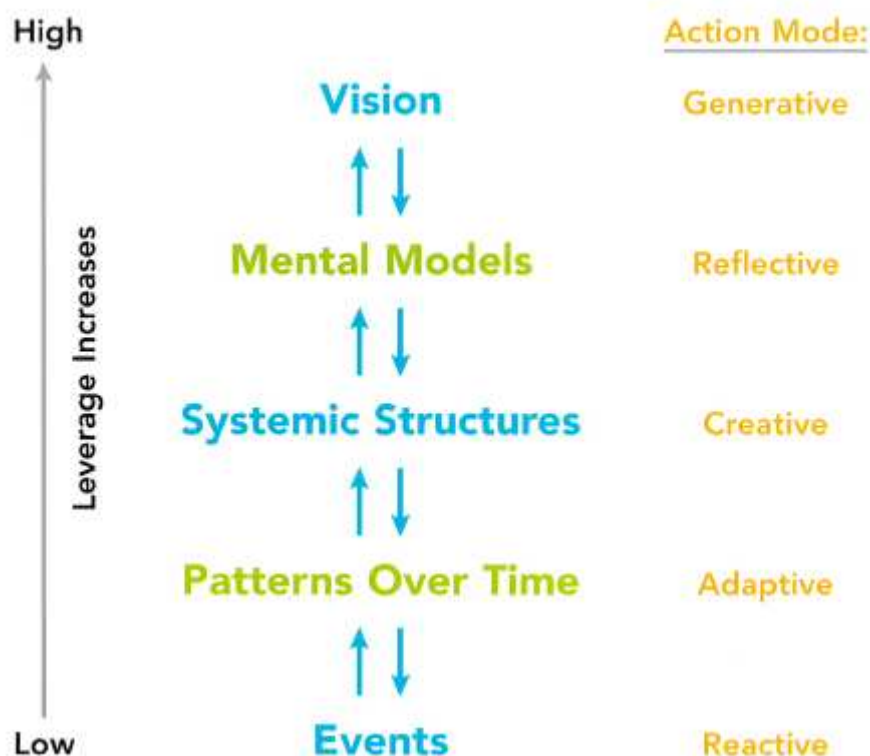 High
Action Mode:
Vision
Generative
Leverage Increases
Mental Models
Reflective
Systemic Structures
Creative
Patterns Over Time
Adaptive
Low
Events
Reactive